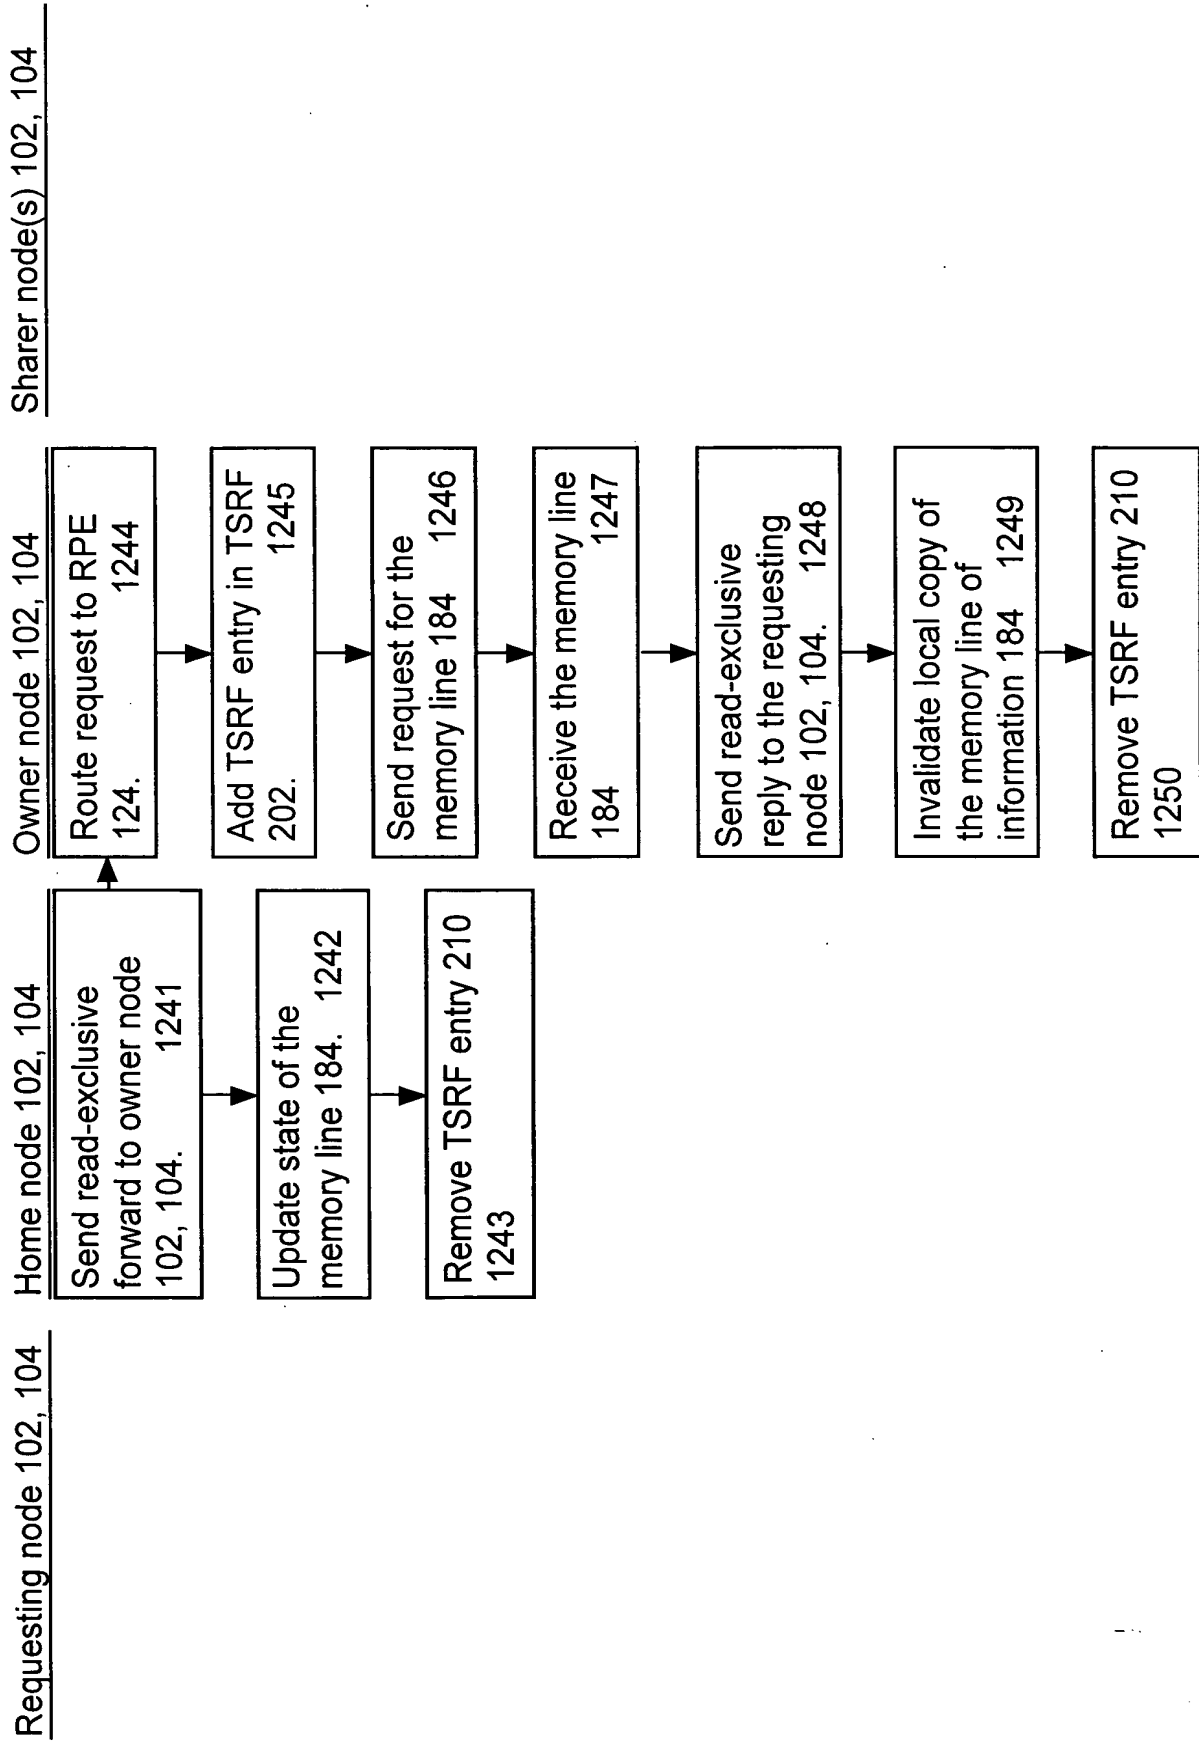 Requesting node 102, 104
Home node 102, 104
Owner node 102, 104
Sharer node(s) 102, 104
Send read-exclusive
forward to owner node
102, 104. 1241
Update state of the
memory line 184. 1242
Remove TSRF entry 210
1243
Route request to RPE
124. 1244
Add TSRF entry in TSRF
202. 1245
Send request for the
memory line 184 1246
Receive the memory line
184 1247
Send read-exclusive
reply to the requesting
node 102, 104. 1248
Invalidate local copy of
the memory line of
information 184 1249
Remove TSRF entry 210
1250